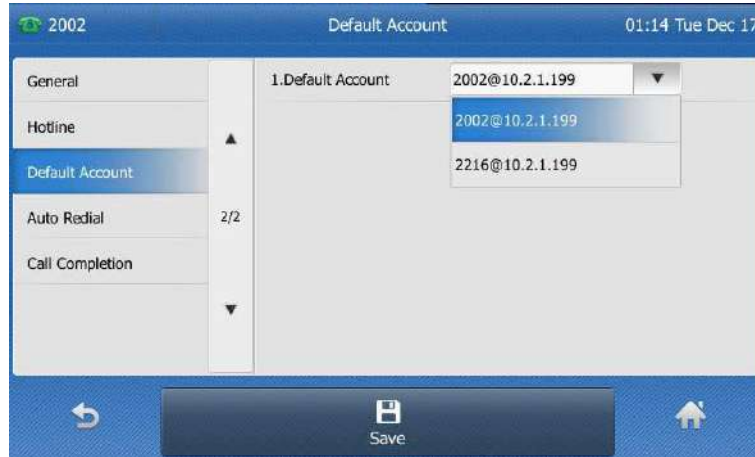 2002
Default Account
01:14 Tue Dec 17
General
Hotline
Default Account
Auto Redial
Call Completion
2/2
1.Default Account
2002@10.2.1.199
2002@10.2.1.199
2216@10.2.1.199
Save